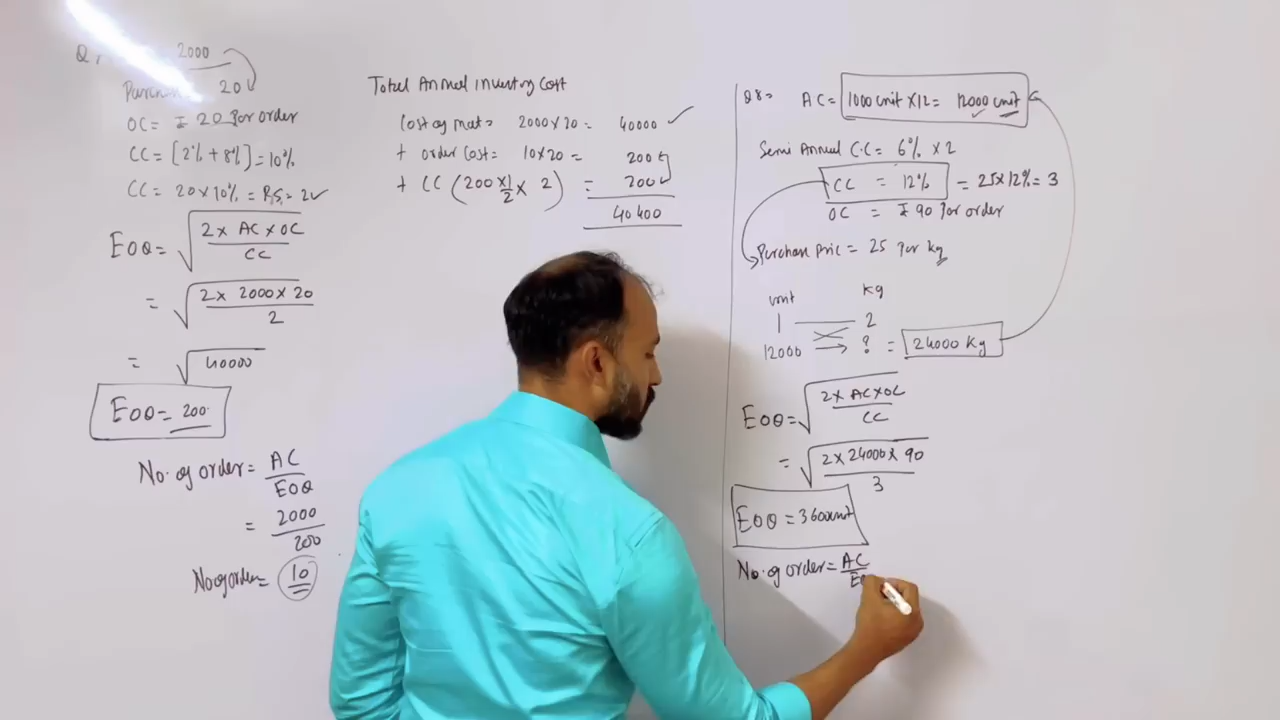 Q 2000
Purchase 20
OC= ₹ 20 Per order
CC = [2% + 8%] = 10%
CC = 20 x 10% = RS. = 2 ✓
EOQ = √ 2 x AC x OC / CC
= √ 2 x 2000 x 20 / 2
= √ 40000
EOQ = 200.
No. of order = AC / EOQ
= 2000 / 200
No of order = 10
Total Annual Inventory Cost
Cost of mat = 2000 x 20 = 40000 ✓
+ order Cost = 10 x 20 = 200
+ CC (200 x 1/2 x 2) = 200
40400
Q 8 = AC = 1000 unit x 12 = 12000 unit
Semi Annual C.C = 6% x 2
CC = 12% = 25 x 12% = 3
OC = ₹ 90 Per order
Purchase Price = 25 Per kg
unit kg
1 2
12000 → ? = 24000 Kg
EOQ = √ 2 x AC x OC / CC
= √ 2 x 24000 x 90 / 3
EOQ = 3600 unit
No. of order = AC / EO